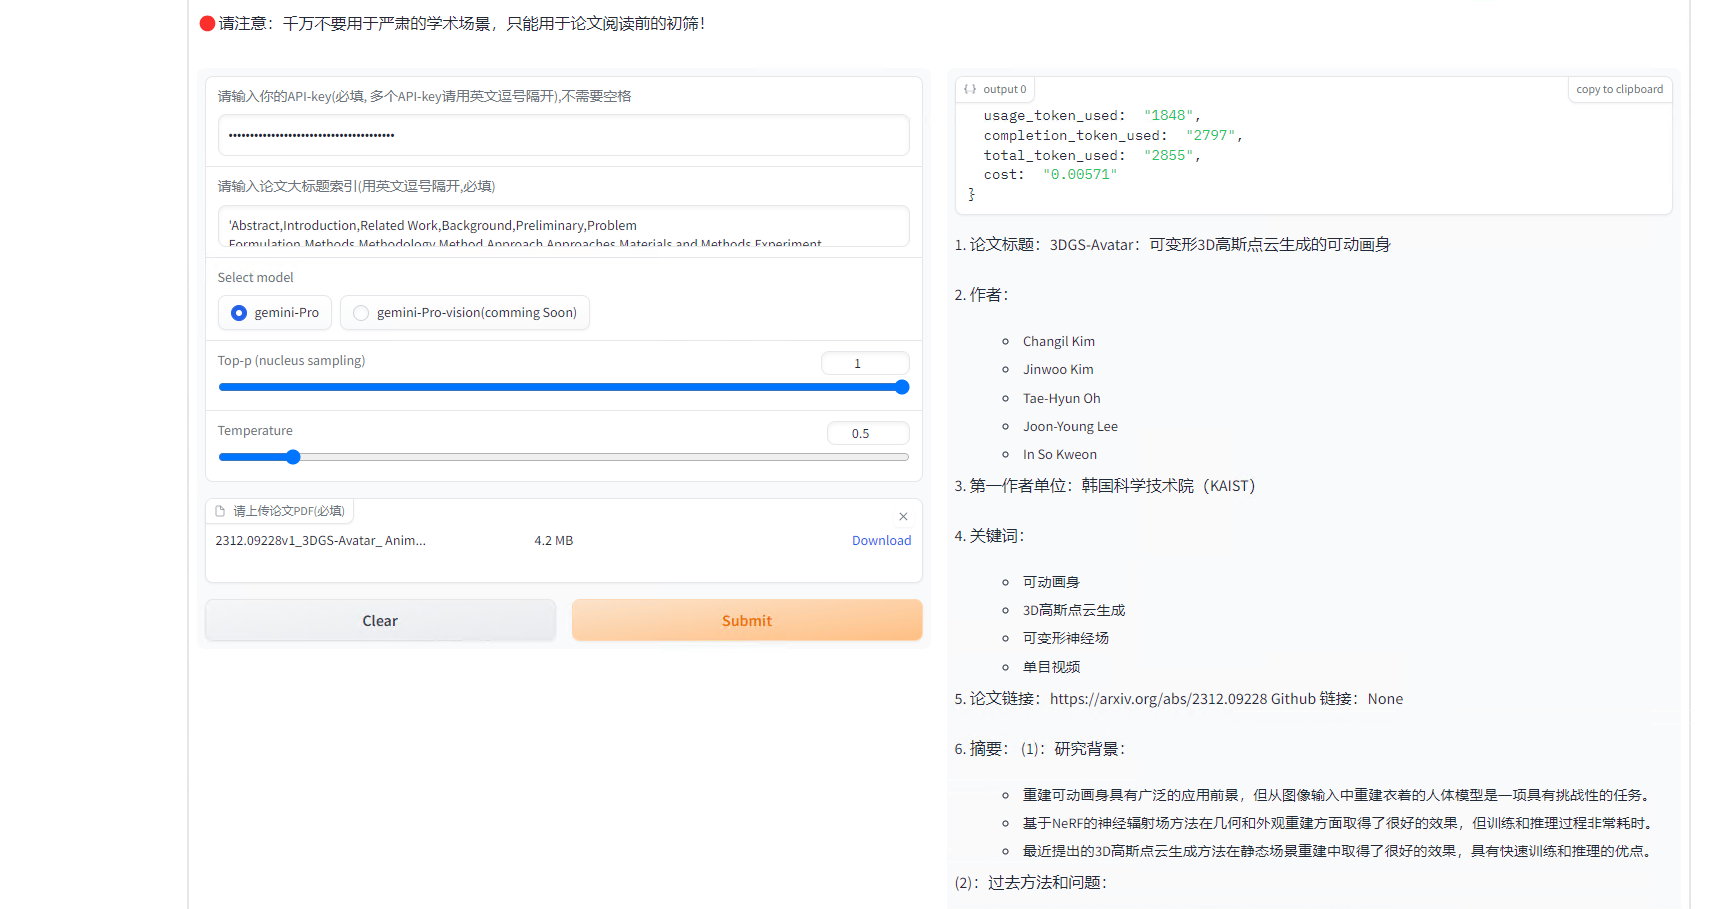 🔴请注意：千万不要用于严肃的学术场景，只能用于论文阅读前的初筛！
请输入你的API-key(必填, 多个API-key请用英文逗号隔开),不需要空格
••••••••••••••••••••••••••••••••••••••
请输入论文大标题索引(用英文逗号隔开,必填)
'Abstract,Introduction,Related Work,Background,Preliminary,Problem
Formulation,Methods,Methodology,Method,Approach,Approaches,Materials and Methods,Experiment
Select model
gemini-Pro
gemini-Pro-vision(comming Soon)
Top-p (nucleus sampling)
1
Temperature
0.5
请上传论文PDF(必填)
2312.09228v1_3DGS-Avatar_ Anim... 4.2 MB Download
Clear
Submit
output 0
copy to clipboard
usage_token_used: "1848",
completion_token_used: "2797",
total_token_used: "2855",
cost: "0.00571"
}
1. 论文标题：3DGS-Avatar：可变形3D高斯点云生成的可动画身
2. 作者：
Changil Kim
Jinwoo Kim
Tae-Hyun Oh
Joon-Young Lee
In So Kweon
3. 第一作者单位：韩国科学技术院（KAIST）
4. 关键词：
可动画身
3D高斯点云生成
可变形神经场
单目视频
5. 论文链接：https://arxiv.org/abs/2312.09228 Github 链接：None
6. 摘要： (1)：研究背景：
重建可动画身具有广泛的应用前景，但从图像输入中重建衣着的人体模型是一项具有挑战性的任务。
基于NeRF的神经辐射场方法在几何和外观重建方面取得了很好的效果，但训练和推理过程非常耗时。
最近提出的3D高斯点云生成方法在静态场景重建中取得了很好的效果，具有快速训练和推理的优点。
(2)：过去方法和问题：